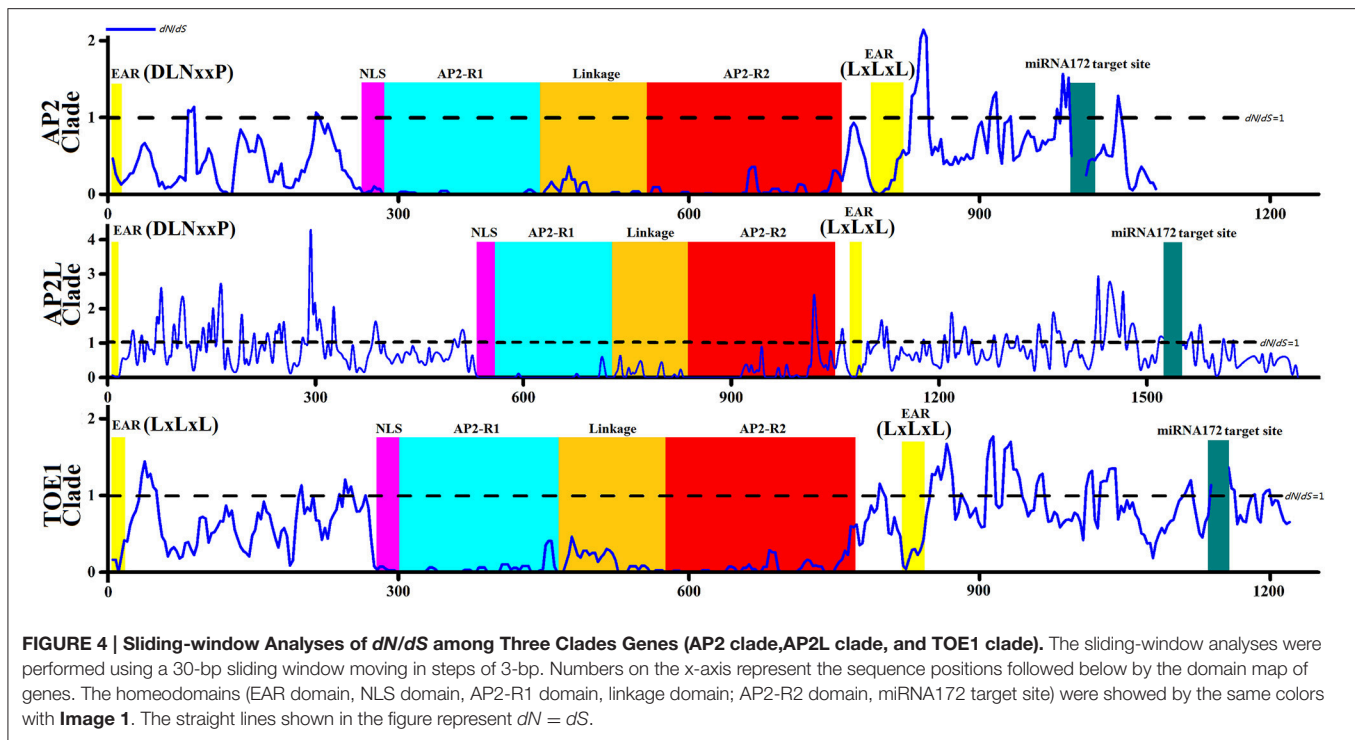 dN/dS
2
1
0
AP2 Clade
EAR (DLNxxP)
NLS
AP2-R1
Linkage
AP2-R2
EAR (LxLxL)
miRNA172 target site
dN/dS=1
0 300 600 900 1200
4
3
2
1
0
AP2L Clade
EAR (DLNxxP)
NLS
AP2-R1
Linkage
AP2-R2
EAR (LxLxL)
miRNA172 target site
dN/dS=1
0 300 600 900 1200 1500
2
1
0
TOE1 Clade
EAR (LxLxL)
NLS
AP2-R1
Linkage
AP2-R2
EAR (LxLxL)
miRNA172 target site
dN/dS=1
0 300 600 900 1200
FIGURE 4 | Sliding-window Analyses of dN/dS among Three Clades Genes (AP2 clade,AP2L clade, and TOE1 clade). The sliding-window analyses were
performed using a 30-bp sliding window moving in steps of 3-bp. Numbers on the x-axis represent the sequence positions followed below by the domain map of
genes. The homeodomains (EAR domain, NLS domain, AP2-R1 domain, linkage domain; AP2-R2 domain, miRNA172 target site) were showed by the same colors
with Image 1. The straight lines shown in the figure represent dN = dS.